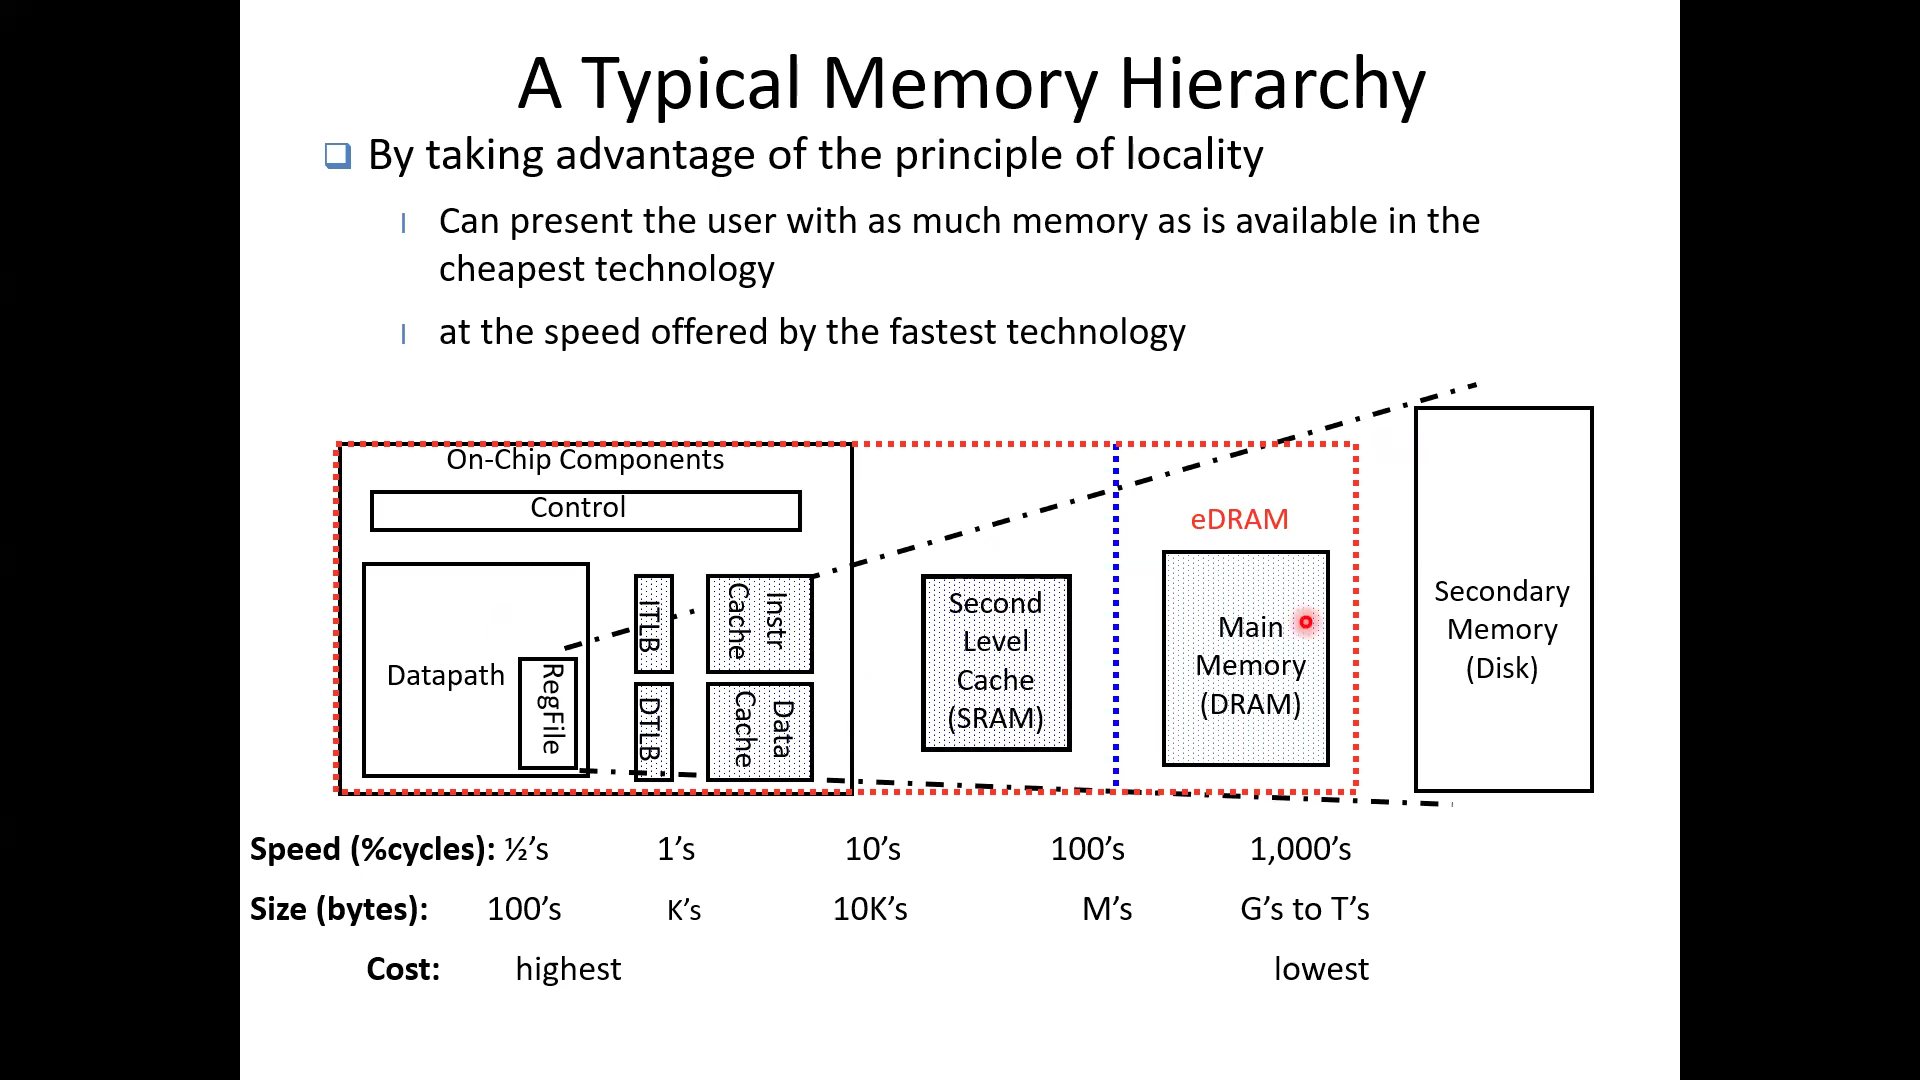 A Typical Memory Hierarchy
❑ By taking advantage of the principle of locality
l Can present the user with as much memory as is available in the
cheapest technology
l at the speed offered by the fastest technology
On-Chip Components
Control
Datapath
RegFile
ITLB
DTLB
Instr
Cache
Data
Cache
Second
Level
Cache
(SRAM)
eDRAM
Main
Memory
(DRAM)
Secondary
Memory
(Disk)
Speed (%cycles): ½’s 1’s 10’s 100’s 1,000’s
Size (bytes): 100’s K’s 10K’s M’s G’s to T’s
Cost: highest lowest